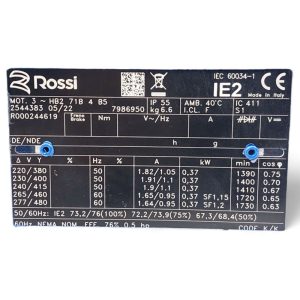 Rossi
IEC 60034-1
IE2 Made in Italy
MOT. 3 ~ HB2 71B 4 B5
IP 55 AMB. 40°C IC 411
2544383 05/22 7986950 kg 6.6 I.CL F S1
R000244619 Freno Brake Nm V~/Hz A
DE/NDE h g
Δ V Y % Hz % A kW min-1 cos φ
220/380 50 1.82/1.05 0,37 1390 0.75
230/400 50 1.84/1.06 0,37 1400 0.70
240/415 50 1.9/1.1 0,37 1410 0.65
265/460 60 1.64/0.95 0.37 SF1,15 1720 0.65
277/480 60 1.64/0.95 0,37 SF1,2 1730 0.63
50/60Hz: IE2 73,2/76(100%) 72.2/73,9(75%) 67.3/68,4(50%)
60Hz NEMA NOM. EFF. 76% 0.5 hp CODE K/K